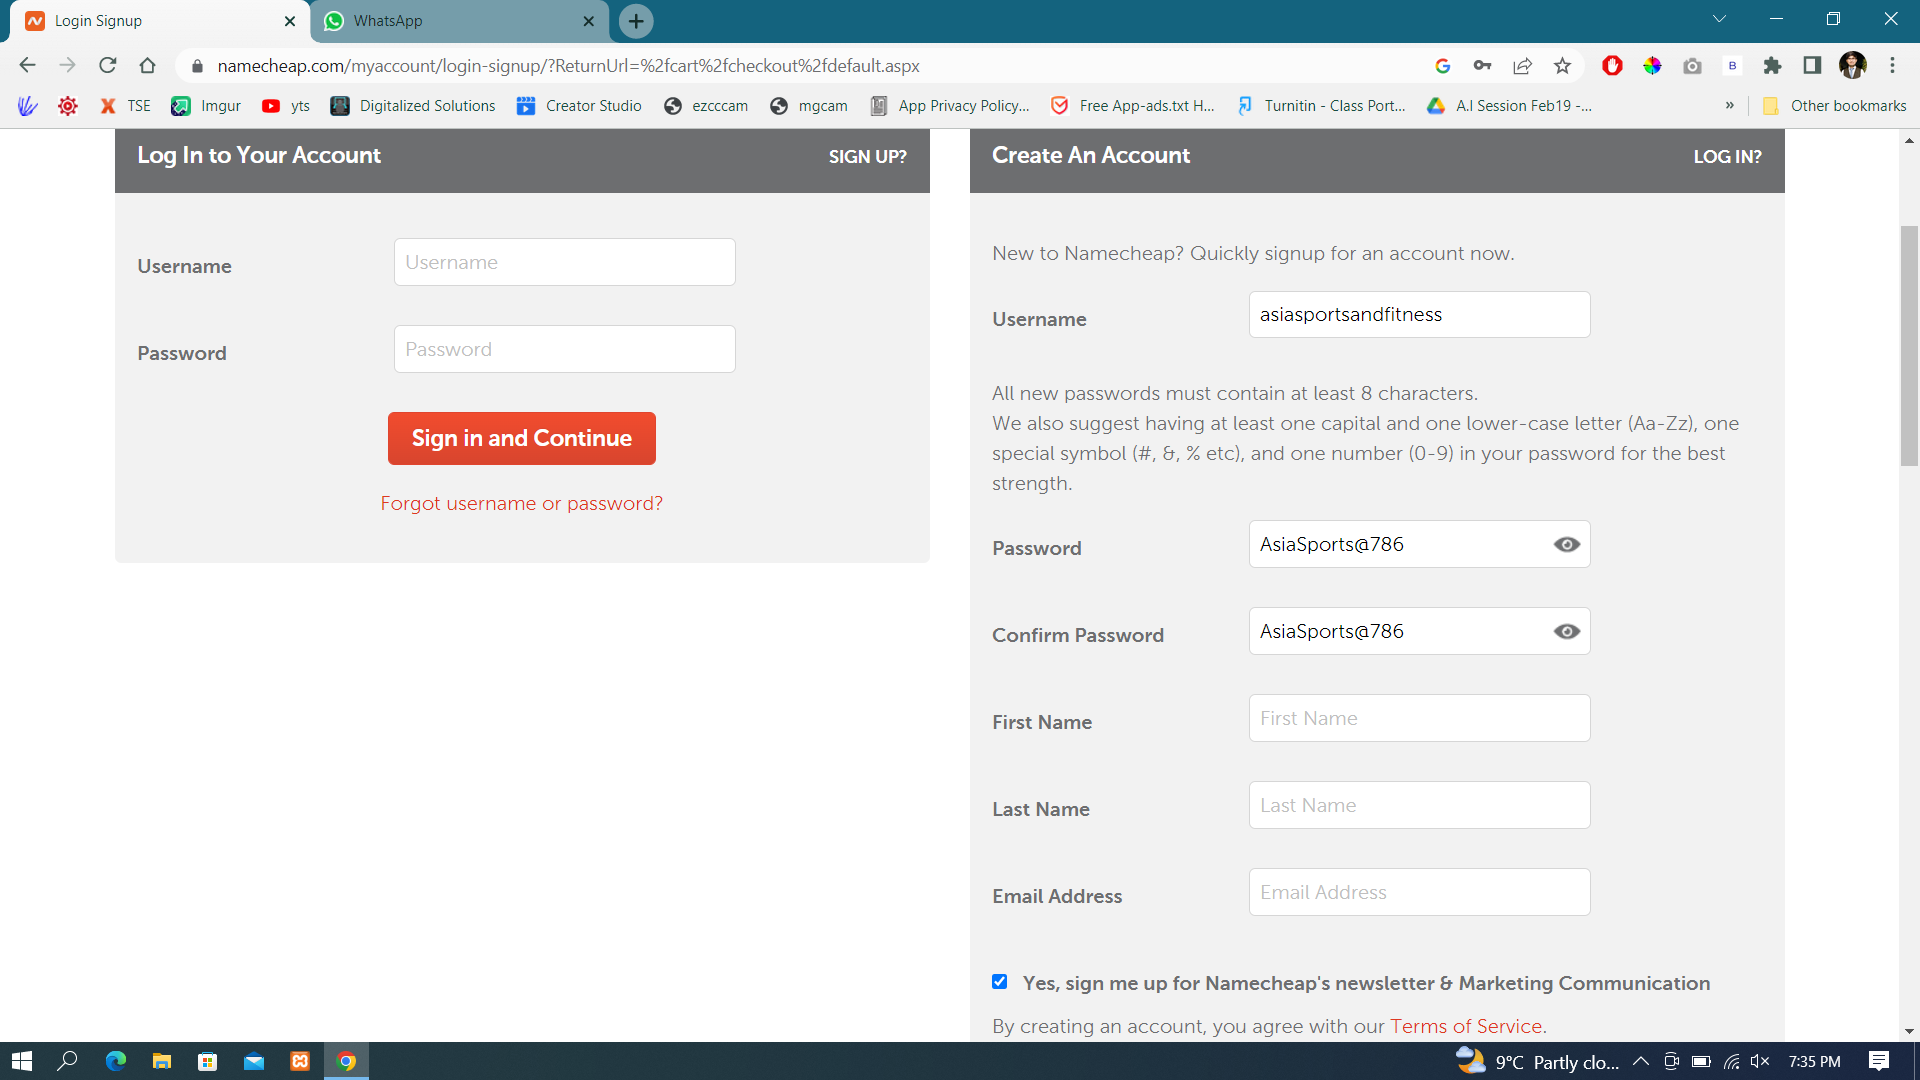 Login Signup
WhatsApp
namecheap.com/myaccount/login-signup/?ReturnUrl=%2fcart%2fcheckout%2fdefault.aspx
TSE
Imgur
yts
Digitalized Solutions
Creator Studio
ezcccam
mgcam
App Privacy Policy...
Free App-ads.txt H...
Turnitin - Class Port...
A.I Session Feb19 -...
»
Other bookmarks
Log In to Your Account
SIGN UP?
Username
Username
Password
Password
Sign in and Continue
Forgot username or password?
Create An Account
LOG IN?
New to Namecheap? Quickly signup for an account now.
Username
asiasportsandfitness
All new passwords must contain at least 8 characters.
We also suggest having at least one capital and one lower-case letter (Aa-Zz), one
special symbol (#, &, % etc), and one number (0-9) in your password for the best
strength.
Password
AsiaSports@786
Confirm Password
AsiaSports@786
First Name
First Name
Last Name
Last Name
Email Address
Email Address
Yes, sign me up for Namecheap's newsletter & Marketing Communication
By creating an account, you agree with our Terms of Service.
9°C Partly clo...
7:35 PM